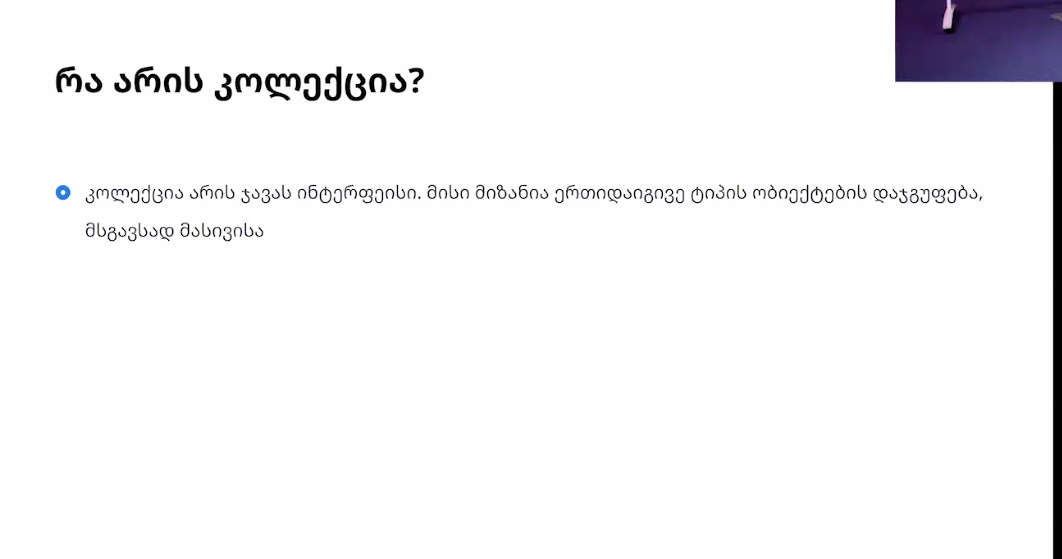 რა არის კოლექცია?
კოლექცია არის ჯავას ინტერფეისი. მისი მიზანია ერთიდაიგივე ტიპის ობიექტების დაჯგუფება,
მსგავსად მასივისა